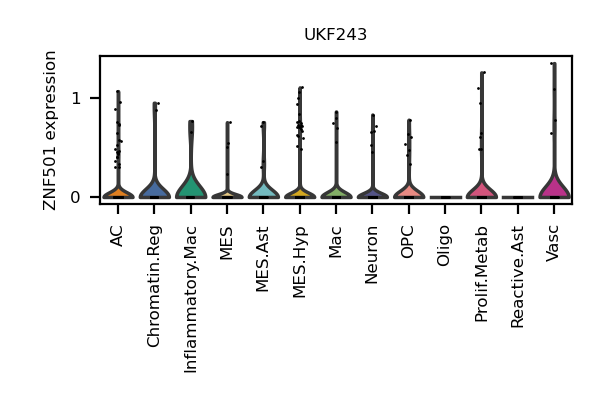 UKF243
ZNF501 expression
1
0
AC
Chromatin.Reg
Inflammatory.Mac
MES
MES.Ast
MES.Hyp
Mac
Neuron
OPC
Oligo
Prolif.Metab
Reactive.Ast
Vasc